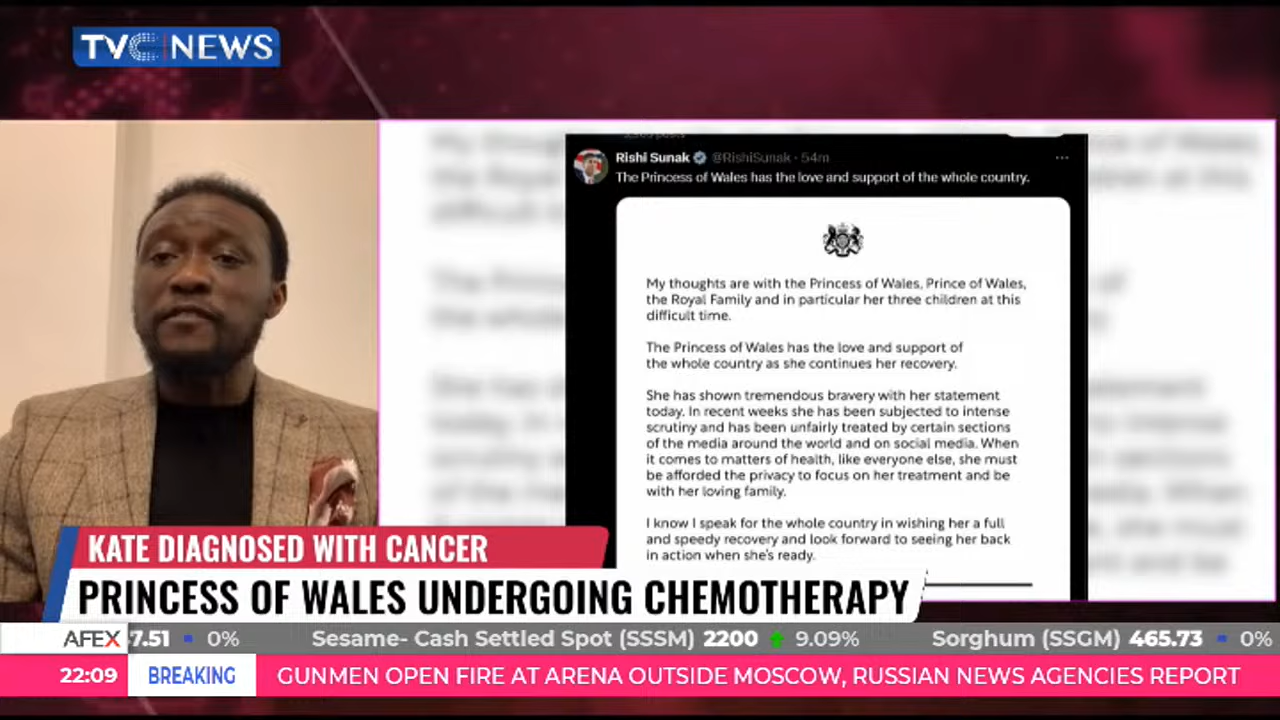 TVC NEWS
Rishi Sunak @RishiSunak · 54m
The Princess of Wales has the love and support of the whole country.
My thoughts are with the Princess of Wales, Prince of Wales,
the Royal Family and in particular her three children at this
difficult time.
The Princess of Wales has the love and support of
the whole country as she continues her recovery.
She has shown tremendous bravery with her statement
today. In recent weeks she has been subjected to intense
scrutiny and has been unfairly treated by certain sections
of the media around the world and on social media. When
it comes to matters of health, like everyone else, she must
be afforded the privacy to focus on her treatment and be
with her loving family.
I know I speak for the whole country in wishing her a full
and speedy recovery and look forward to seeing her back
in action when she's ready.
KATE DIAGNOSED WITH CANCER
PRINCESS OF WALES UNDERGOING CHEMOTHERAPY
AFEX 7.51 0% Sesame- Cash Settled Spot (SSSM) 2200 9.09% Sorghum (SSGM) 465.73 0%
22:09 BREAKING GUNMEN OPEN FIRE AT ARENA OUTSIDE MOSCOW, RUSSIAN NEWS AGENCIES REPORT